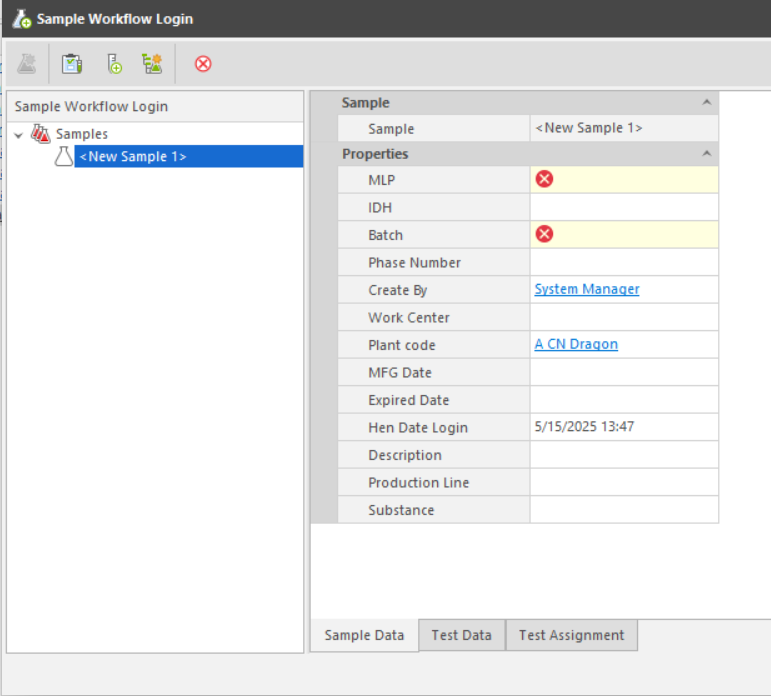 Sample Workflow Login
Sample Workflow Login
Samples
<New Sample 1>
Sample
Sample <New Sample 1>
Properties
MLP
IDH
Batch
Phase Number
Create By System Manager
Work Center
Plant code A CN Dragon
MFG Date
Expired Date
Hen Date Login 5/15/2025 13:47
Description
Production Line
Substance
Sample Data Test Data Test Assignment